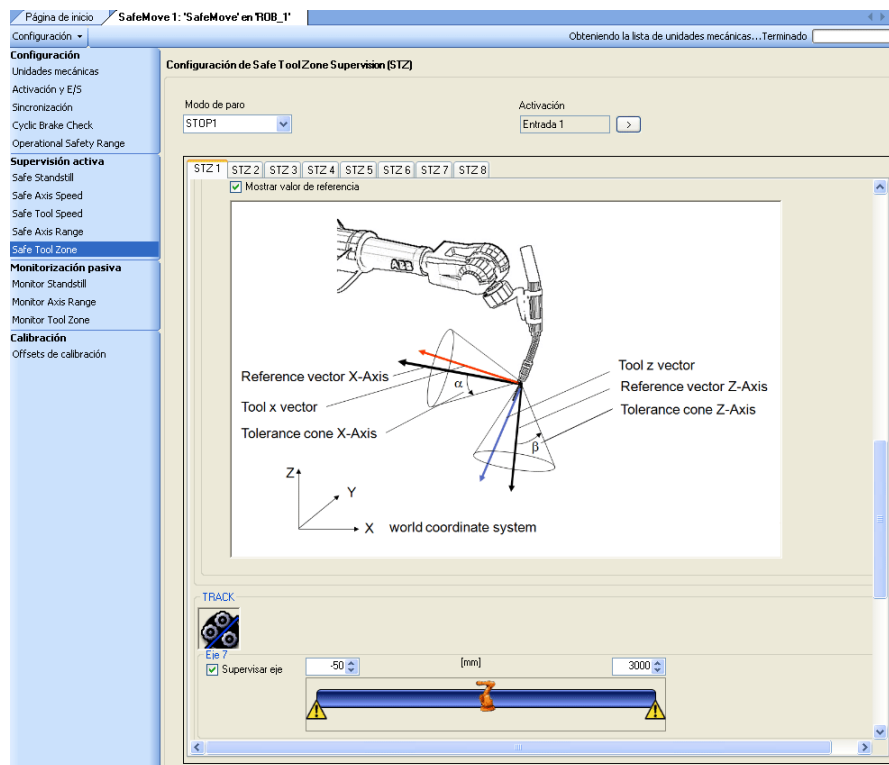 Página de inicio
SafeMove 1: 'SafeMove' en 'ROB_1'
Configuración
Obteniendo la lista de unidades mecánicas...Terminado
Configuración
Unidades mecánicas
Activación y E/S
Sincronización
Cyclic Brake Check
Operational Safety Range
Supervisión activa
Safe Standstill
Safe Axis Speed
Safe Tool Speed
Safe Axis Range
Safe Tool Zone
Monitorización pasiva
Monitor Standstill
Monitor Axis Range
Monitor Tool Zone
Calibración
Offsets de calibración
Configuración de Safe Tool Zone Supervision (STZ)
Modo de paro
STOP1
Activación
Entrada 1
>
STZ 1 STZ 2 STZ 3 STZ 4 STZ 5 STZ 6 STZ 7 STZ 8
Mostrar valor de referencia
ABB
Reference vector X-Axis
Tool x vector
Tolerance cone X-Axis
α
Tool z vector
Reference vector Z-Axis
Tolerance cone Z-Axis
β
Z
Y
X
world coordinate system
TRACK
Eje 7
Supervisar eje
-50
[mm]
3000